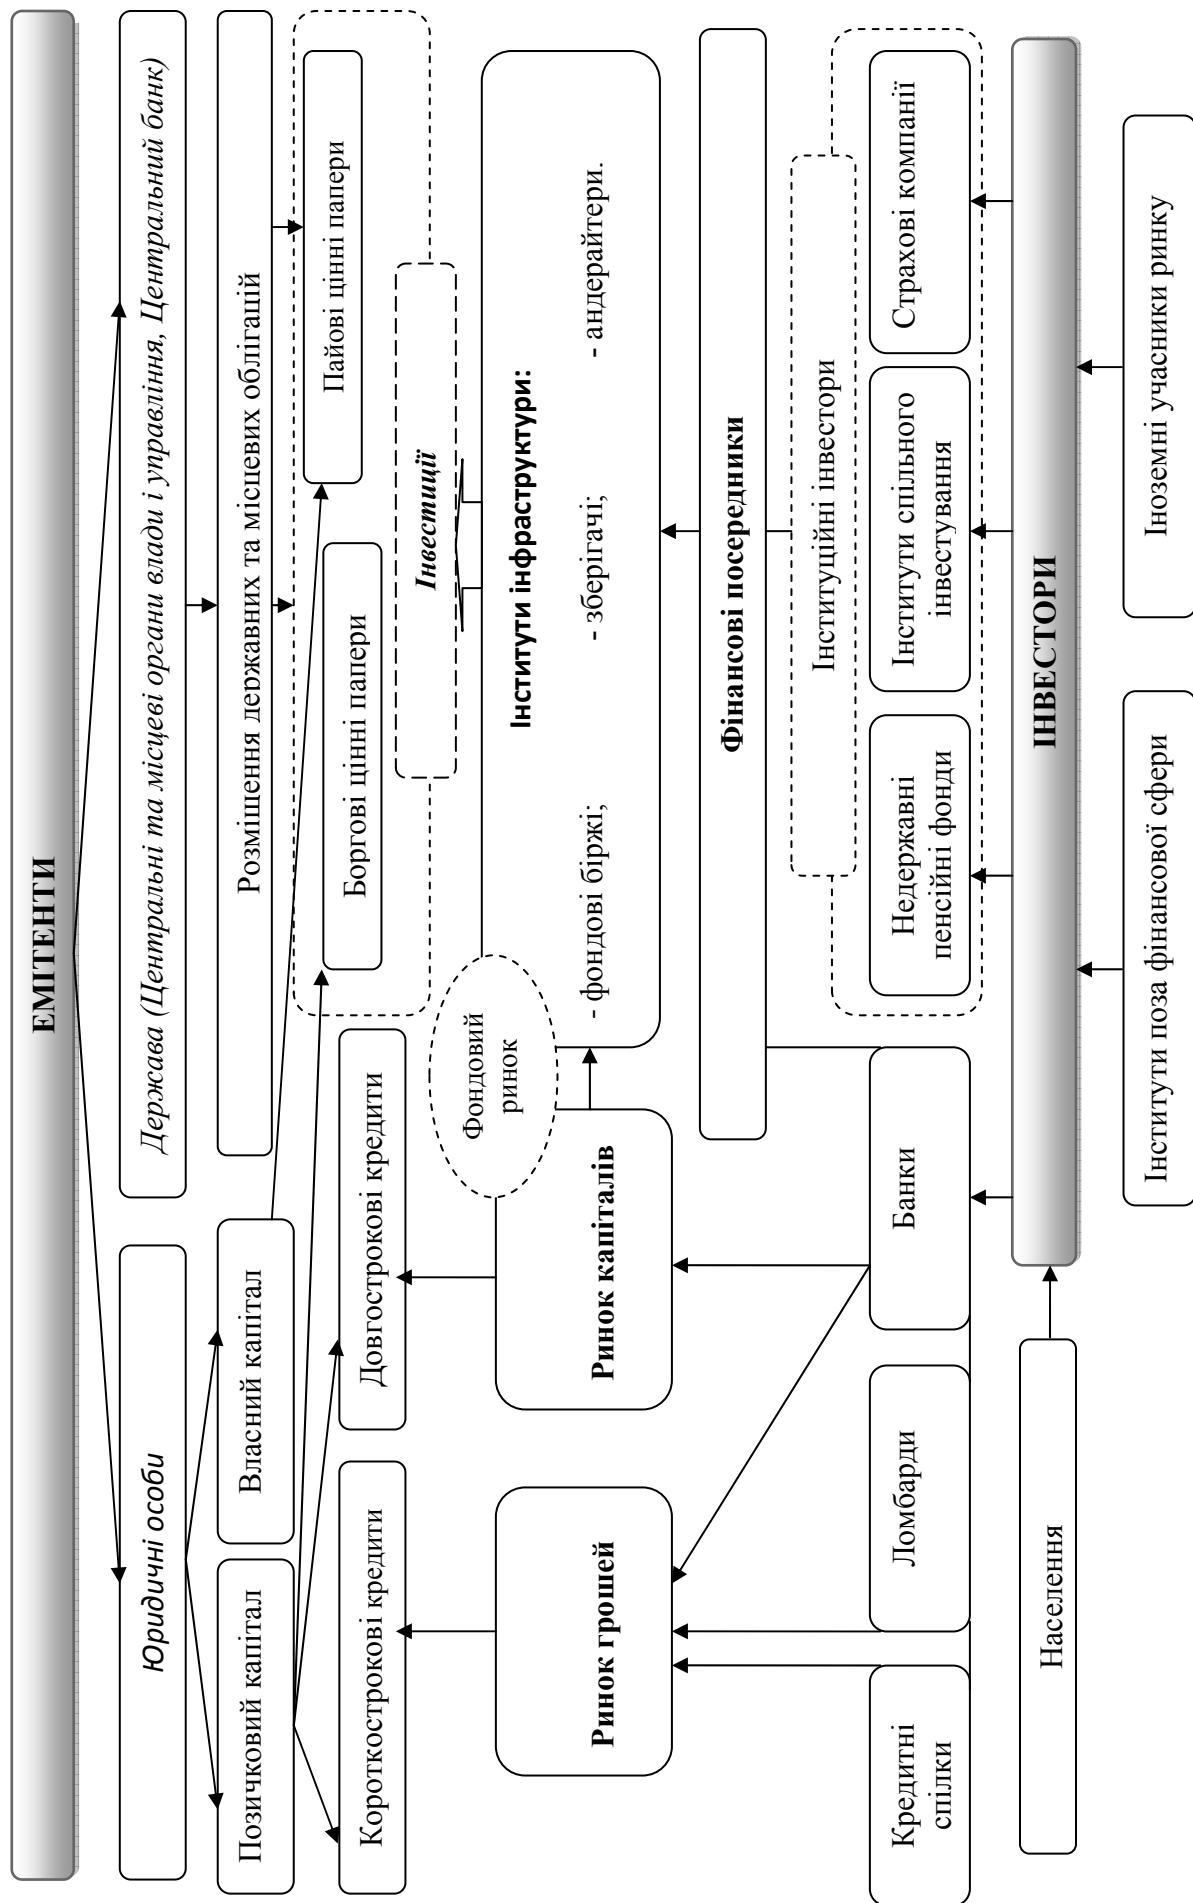 ЕМІТЕНТИ
Юридичні особи
Держава (Центральні та місцеві органи влади і управління, Центральний банк)
Позичковий капітал
Власний капітал
Розмішення державних та місцевих облігацій
Короткострокові кредити
Довгострокові кредити
Боргові цінні папери
Пайові цінні папери
Інвестиції
Фондовий
ринок
Ринок грошей
Ринок капіталів
Інститути інфраструктури:
- фондові біржі;
- зберігачі;
- андерайтери.
Фінансові посередники
Інституційні інвестори
Кредитні
спілки
Ломбарди
Банки
Недержавні
пенсійні фонди
Інститути спільного
інвестування
Страхові компанії
Населення
ІНВЕСТОРИ
Інститути поза фінансової сфери
Іноземні учасники ринку